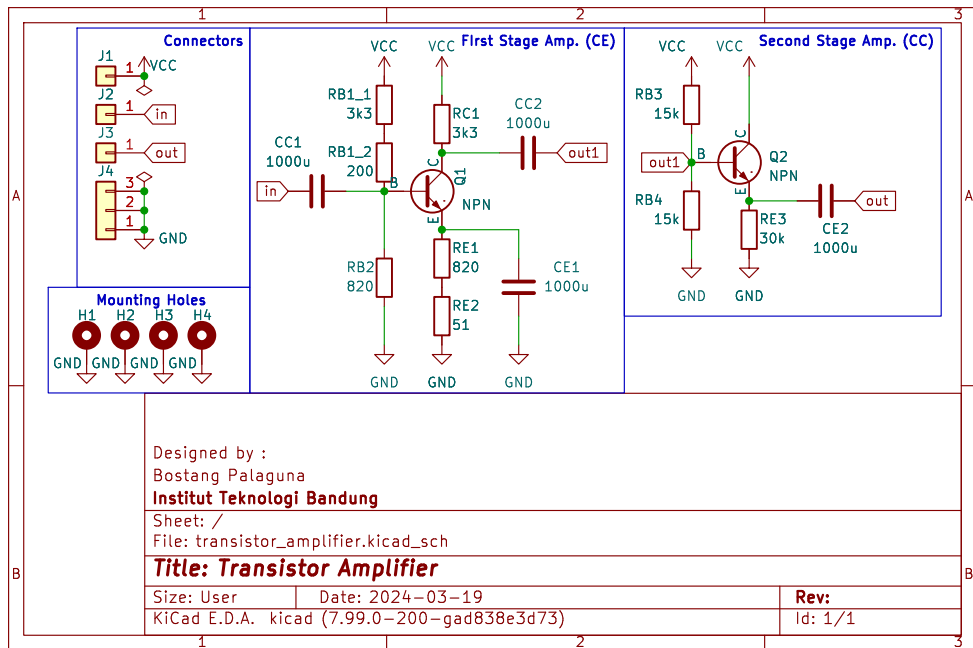 1 2 3
Connectors
J1
1
VCC
J2
1
in
J3
1
out
J4
3
2
1
GND
Mounting Holes
H1 H2 H3 H4
GND GND GND GND
First Stage Amp. (CE)
VCC VCC
RB1_1
3k3
RC1
3k3
CC2
1000u
out1
CC1
1000u
RB1_2
200
in
B
C
Q1
NPN
E
RB2
820
RE1
820
RE2
51
CE1
1000u
GND GND GND
Second Stage Amp. (CC)
VCC VCC
RB3
15k
out1
B
C
Q2
NPN
E
RB4
15k
RE3
30k
CE2
1000u
out
GND GND
A A
B B
Designed by :
Bostang Palaguna
Institut Teknologi Bandung
Sheet: /
File: transistor_amplifier.kicad_sch
Title: Transistor Amplifier
Size: User Date: 2024-03-19 Rev:
KiCad E.D.A. kicad (7.99.0-200-gad838e3d73) Id: 1/1
1 2 3